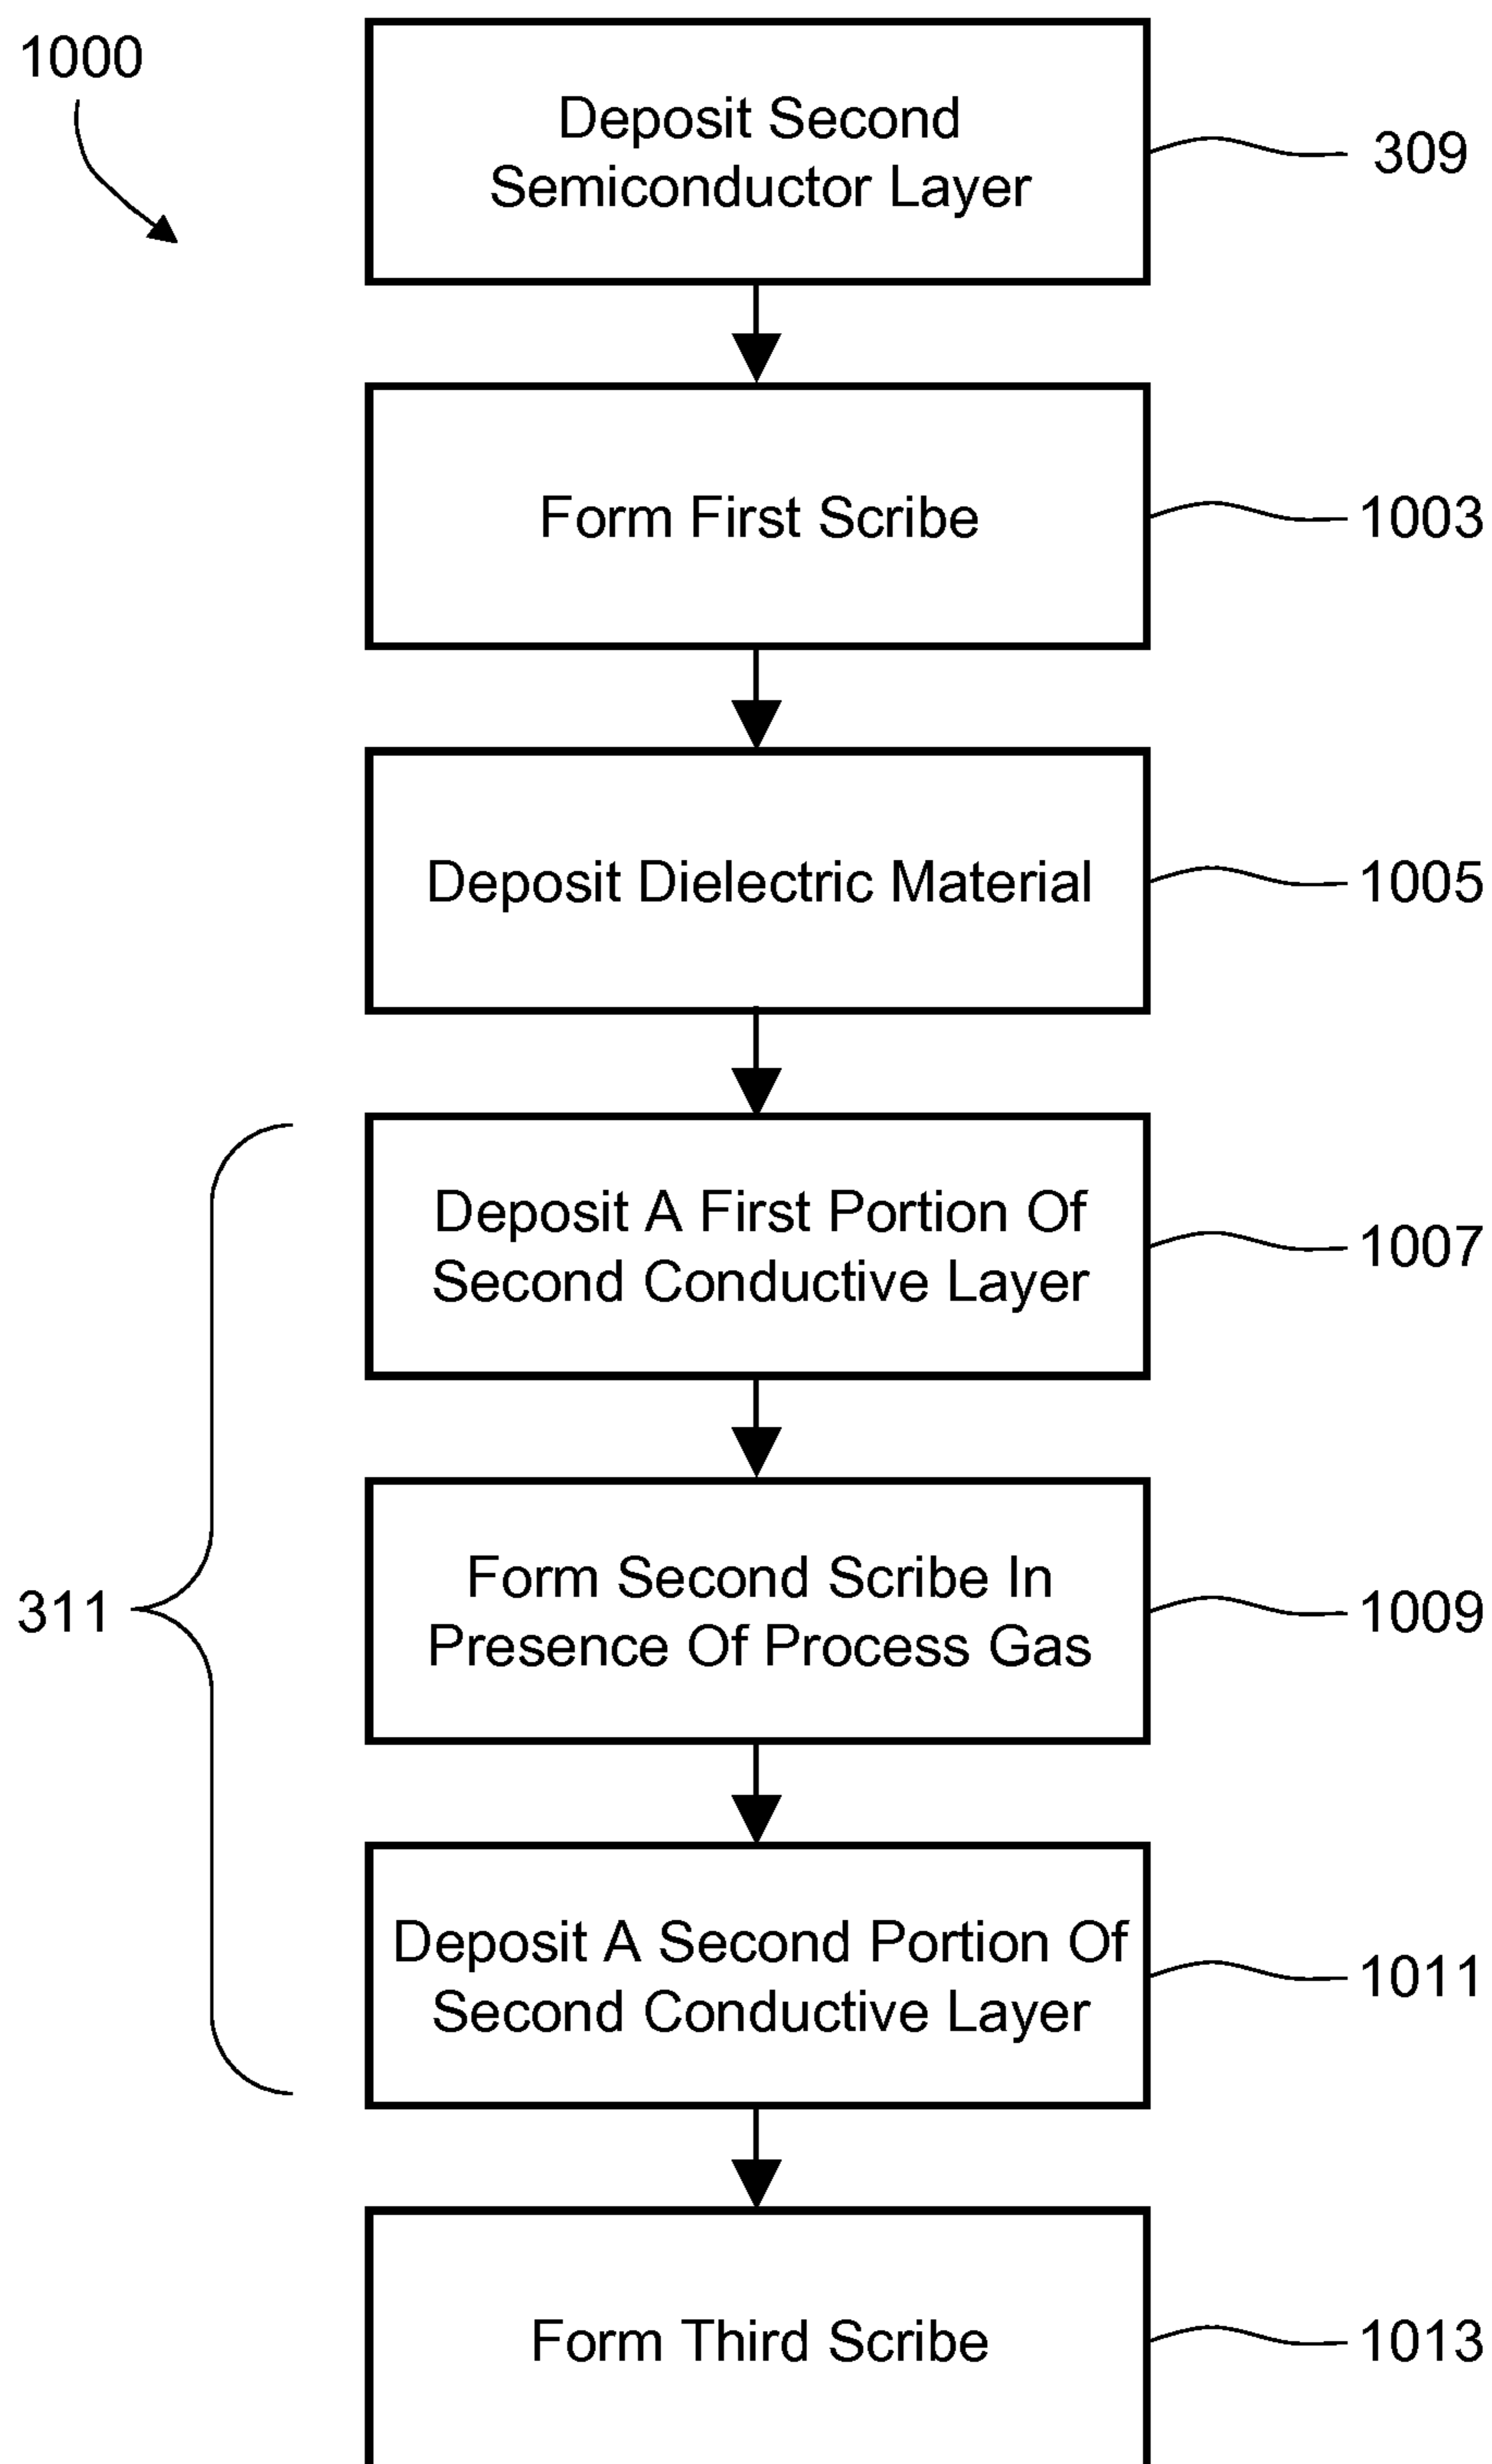 1000
Deposit Second
Semiconductor Layer
309
Form First Scribe
1003
Deposit Dielectric Material
1005
Deposit A First Portion Of
Second Conductive Layer
1007
311
Form Second Scribe In
Presence Of Process Gas
1009
Deposit A Second Portion Of
Second Conductive Layer
1011
Form Third Scribe
1013